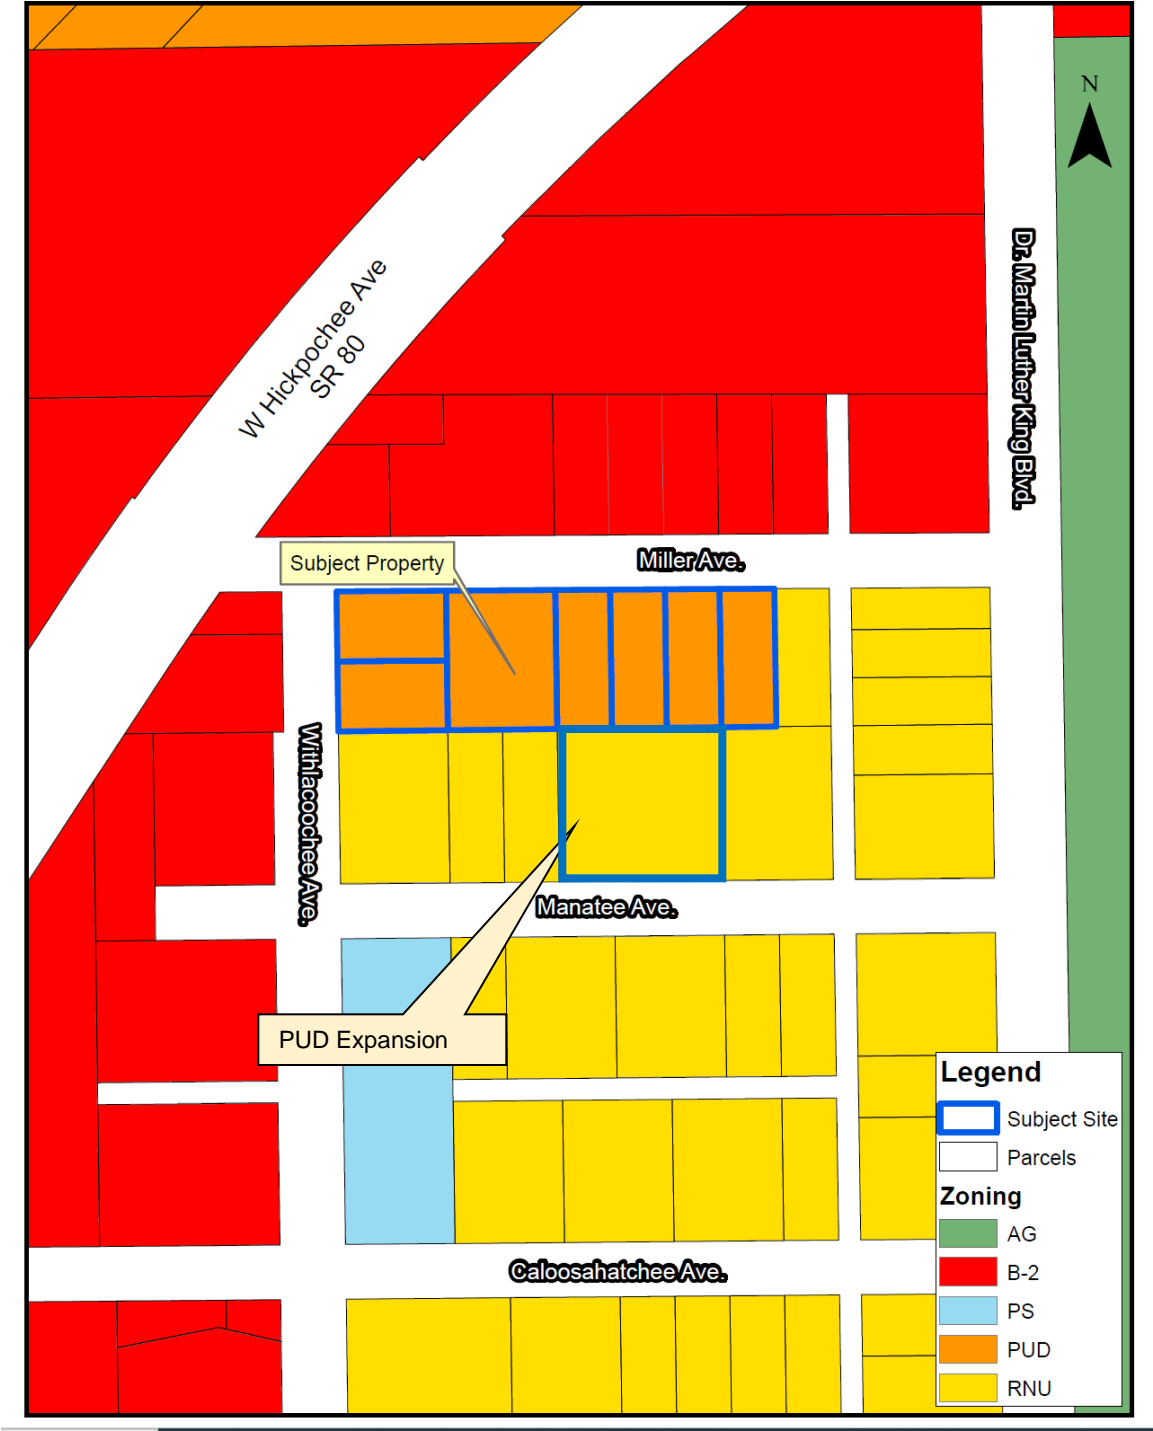 N
Dr. Martin Luther King Blvd.
W Hickpochee Ave
SR 80
Miller Ave.
Subject Property
Withlacoochee Ave.
Manatee Ave.
PUD Expansion
Legend
Subject Site
Parcels
Zoning
AG
B-2
PS
PUD
RNU
Caloosahatchee Ave.